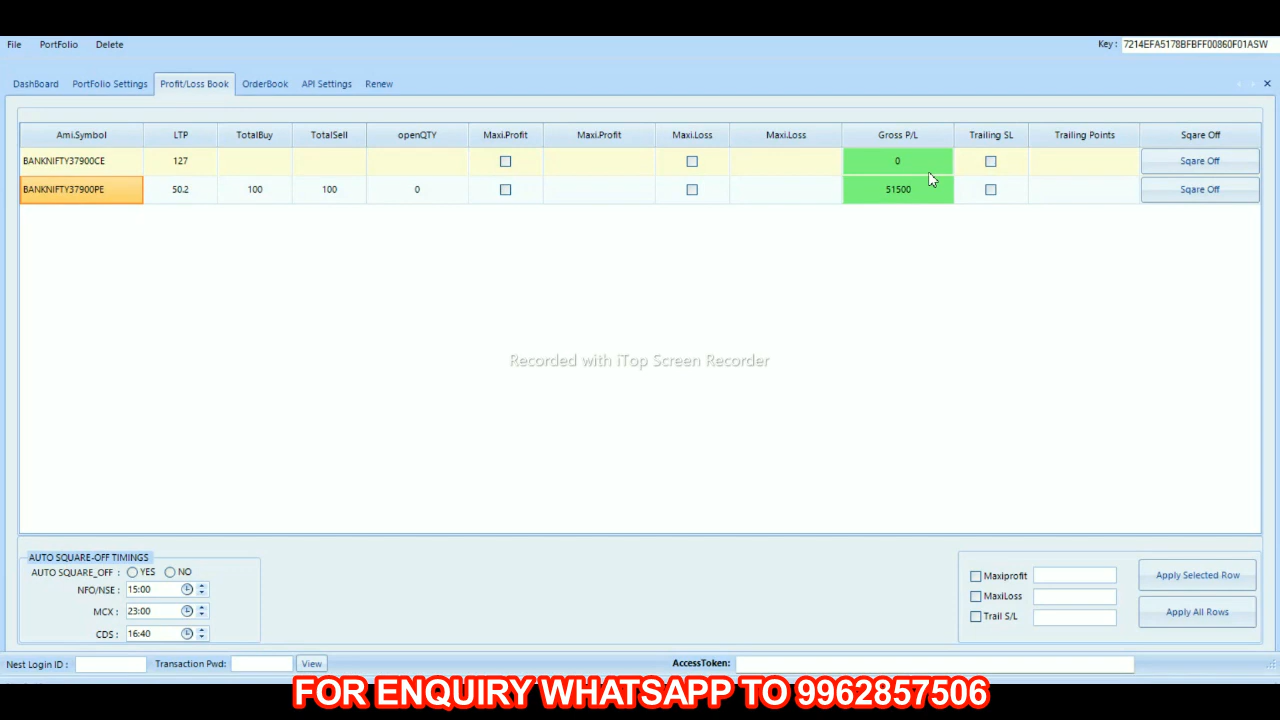 File PortFolio Delete Key : 7214EFA5178BFBFF00860F01ASW
DashBoard PortFolio Settings Profit/Loss Book OrderBook API Settings Renew
Ami.Symbol LTP TotalBuy TotalSell openQTY Maxi.Profit Maxi.Profit Maxi.Loss Maxi.Loss Gross P/L Trailing SL Trailing Points Sqare Off
BANKNIFTY37900CE 127 0 Sqare Off
BANKNIFTY37900PE 50.2 100 100 0 51500 Sqare Off
Recorded with iTop Screen Recorder
AUTO SQUARE-OFF TIMINGS
AUTO SQUARE_OFF : YES NO
NFO/NSE : 15:00
MCX : 23:00
CDS : 16:40
Maxiprofit
MaxiLoss
Trail S/L
Apply Selected Row
Apply All Rows
Nest Login ID : Transaction Pwd: View AccessToken:
FOR ENQUIRY WHATSAPP TO 9962857506